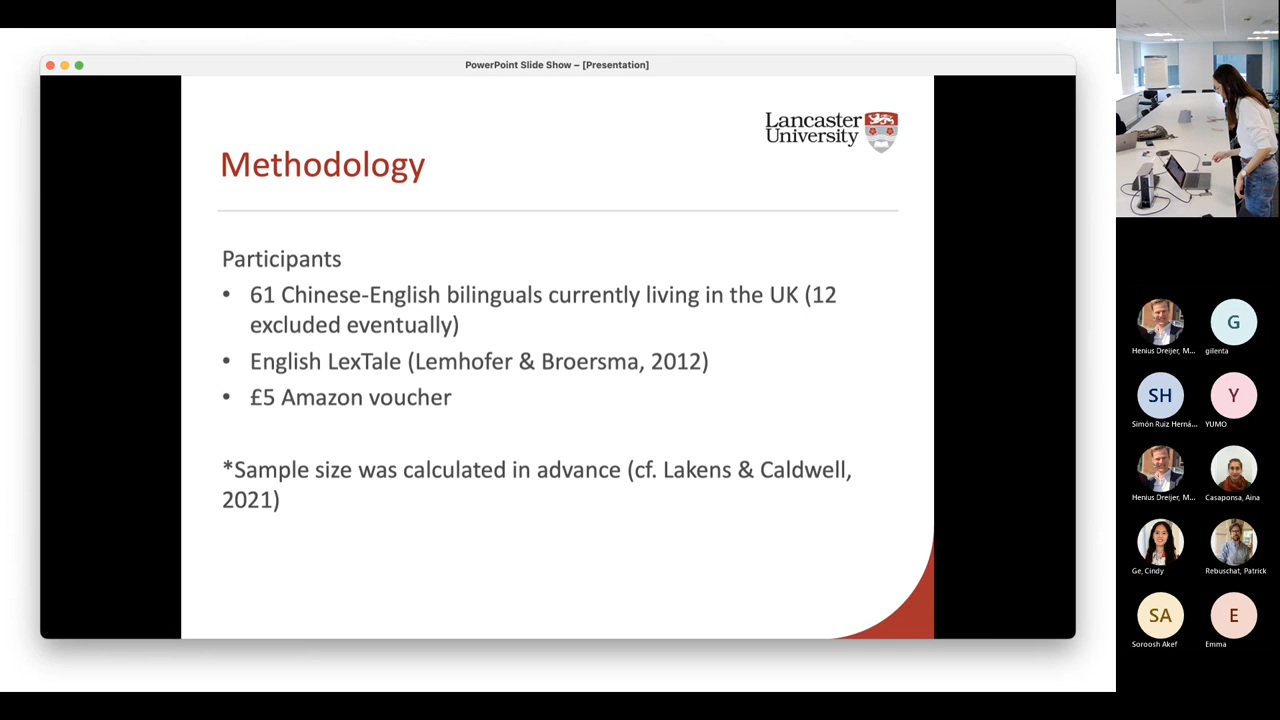 PowerPoint Slide Show – [Presentation]
Lancaster
University
Methodology
Participants
• 61 Chinese-English bilinguals currently living in the UK (12
excluded eventually)
• English LexTale (Lemhofer & Broersma, 2012)
• £5 Amazon voucher
*Sample size was calculated in advance (cf. Lakens & Caldwell,
2021)
G
Henius Dreijer, M...
gilenta
SH
Y
Simón Ruiz Herná...
YUMO
Henius Dreijer, M...
Casaponsa, Aina
Ge, Cindy
Rebuschat, Patrick
SA
E
Soroosh Akef
Emma